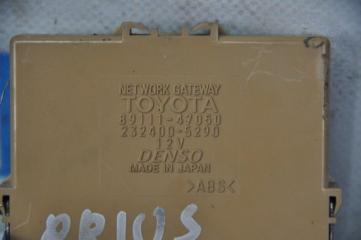 NETWORK GATEWAY
TOYOTA
89111-47060
232400-5290
12V
DENSO
MADE IN JAPAN
>ABS<
PRIUS